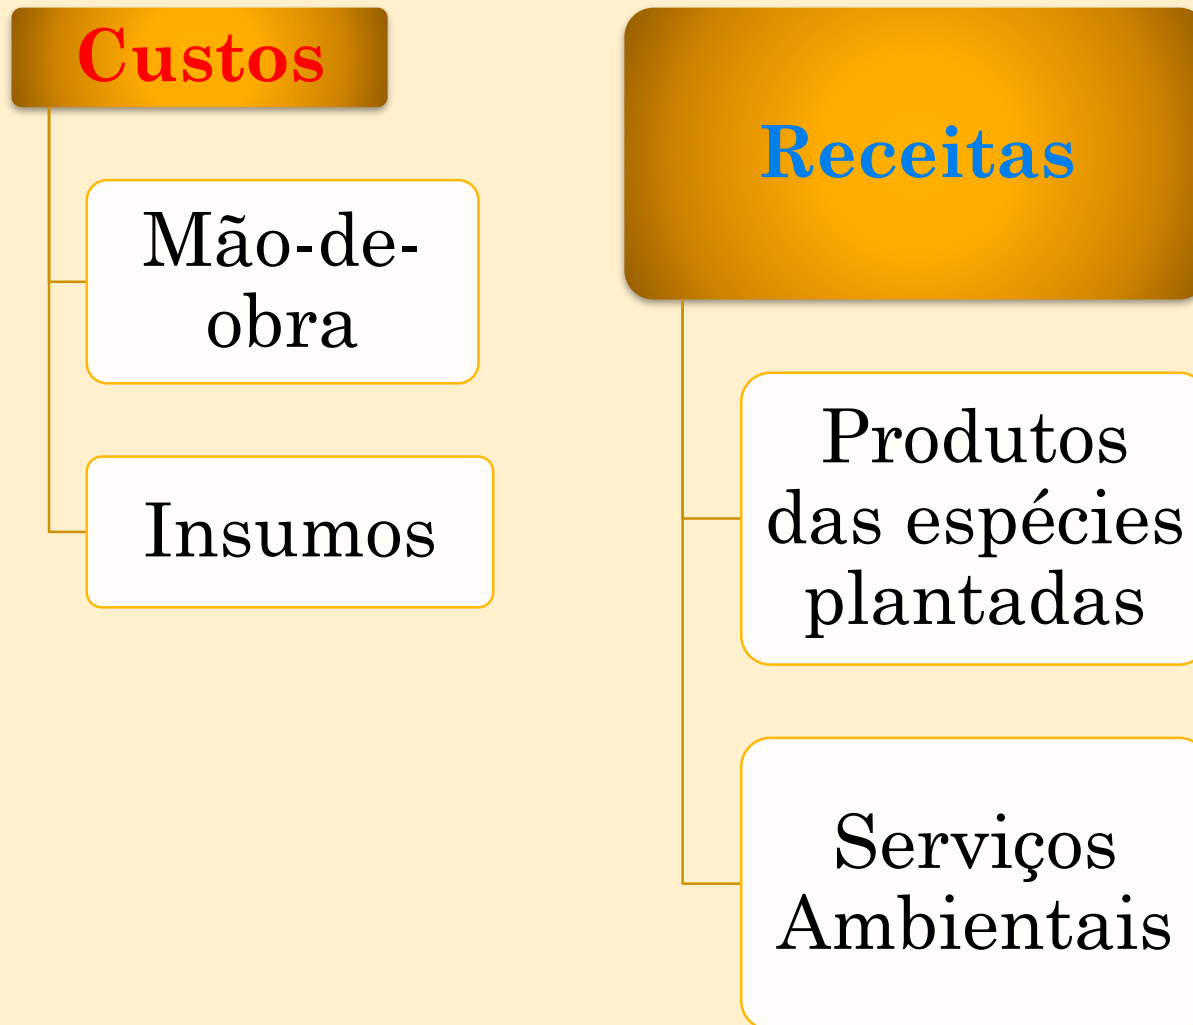 Custos
Mão-de-
obra
Insumos
Receitas
Produtos
das espécies
plantadas
Serviços
Ambientais